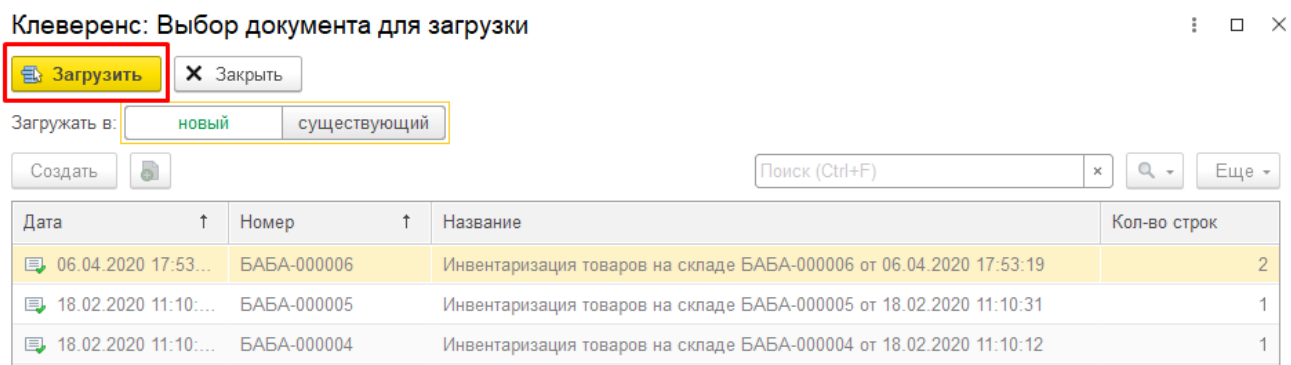 Клеверенс: Выбор документа для загрузки
Загрузить Закрыть
Загружать в: новый существующий
Создать Поиск (Ctrl+F) × Еще
Дата ↑ Номер ↑ Название Кол-во строк
06.04.2020 17:53... БАБА-000006 Инвентаризация товаров на складе БАБА-000006 от 06.04.2020 17:53:19 2
18.02.2020 11:10:... БАБА-000005 Инвентаризация товаров на складе БАБА-000005 от 18.02.2020 11:10:31 1
18.02.2020 11:10:... БАБА-000004 Инвентаризация товаров на складе БАБА-000004 от 18.02.2020 11:10:12 1